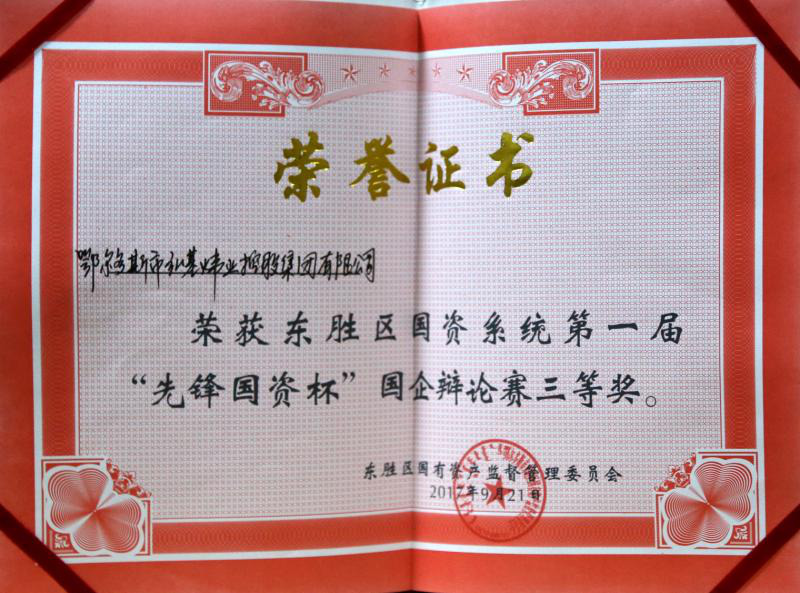 荣誉证书
鄂尔多斯市弘基伟业控股集团有限公司
荣获东胜区国资系统第一届
“先锋国资杯”国企辩论赛三等奖。
东胜区国有资产监督管理委员会
2017年9月21日